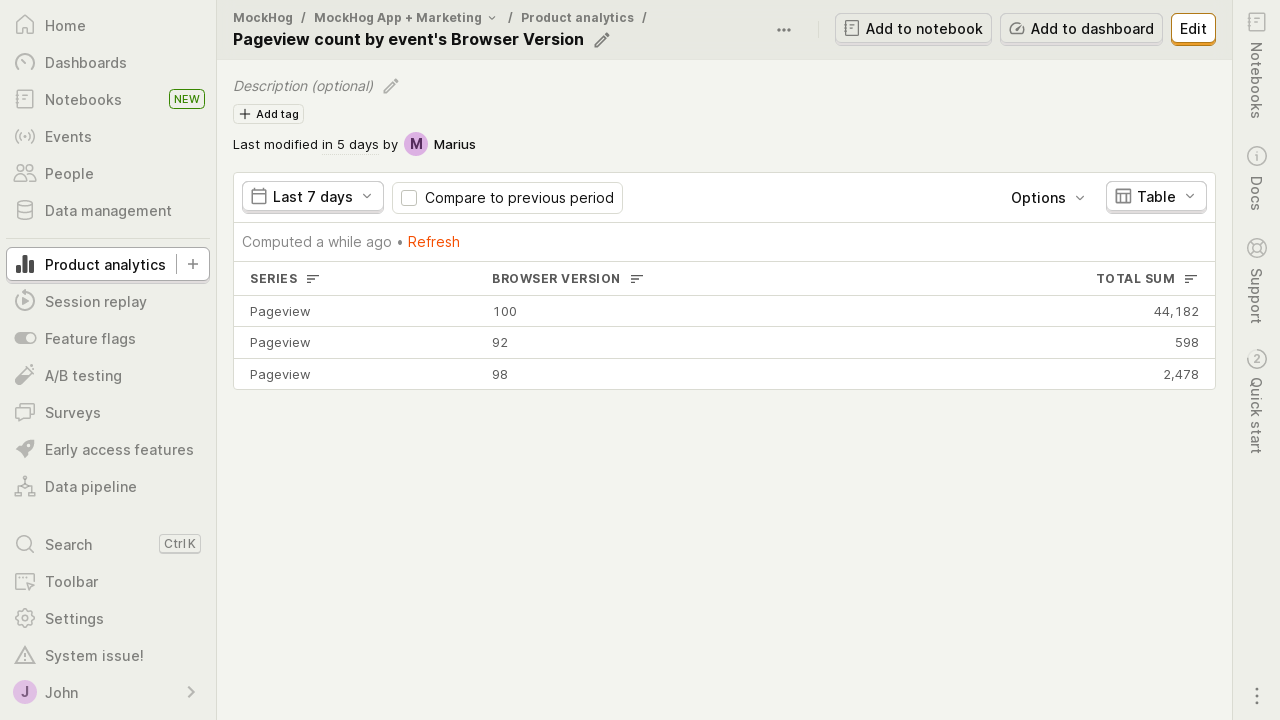 Home
Dashboards
Notebooks NEW
Events
People
Data management
Product analytics
Session replay
Feature flags
A/B testing
Surveys
Early access features
Data pipeline
Search Ctrl K
Toolbar
Settings
System issue!
J John
MockHog / MockHog App + Marketing / Product analytics /
Pageview count by event's Browser Version
Add to notebook Add to dashboard Edit
Description (optional)
Add tag
Last modified in 5 days by M Marius
Last 7 days Compare to previous period Options Table
Computed a while ago • Refresh
SERIES BROWSER VERSION TOTAL SUM
Pageview 100 44,182
Pageview 92 598
Pageview 98 2,478
Notebooks
Docs
Support
2 Quick start